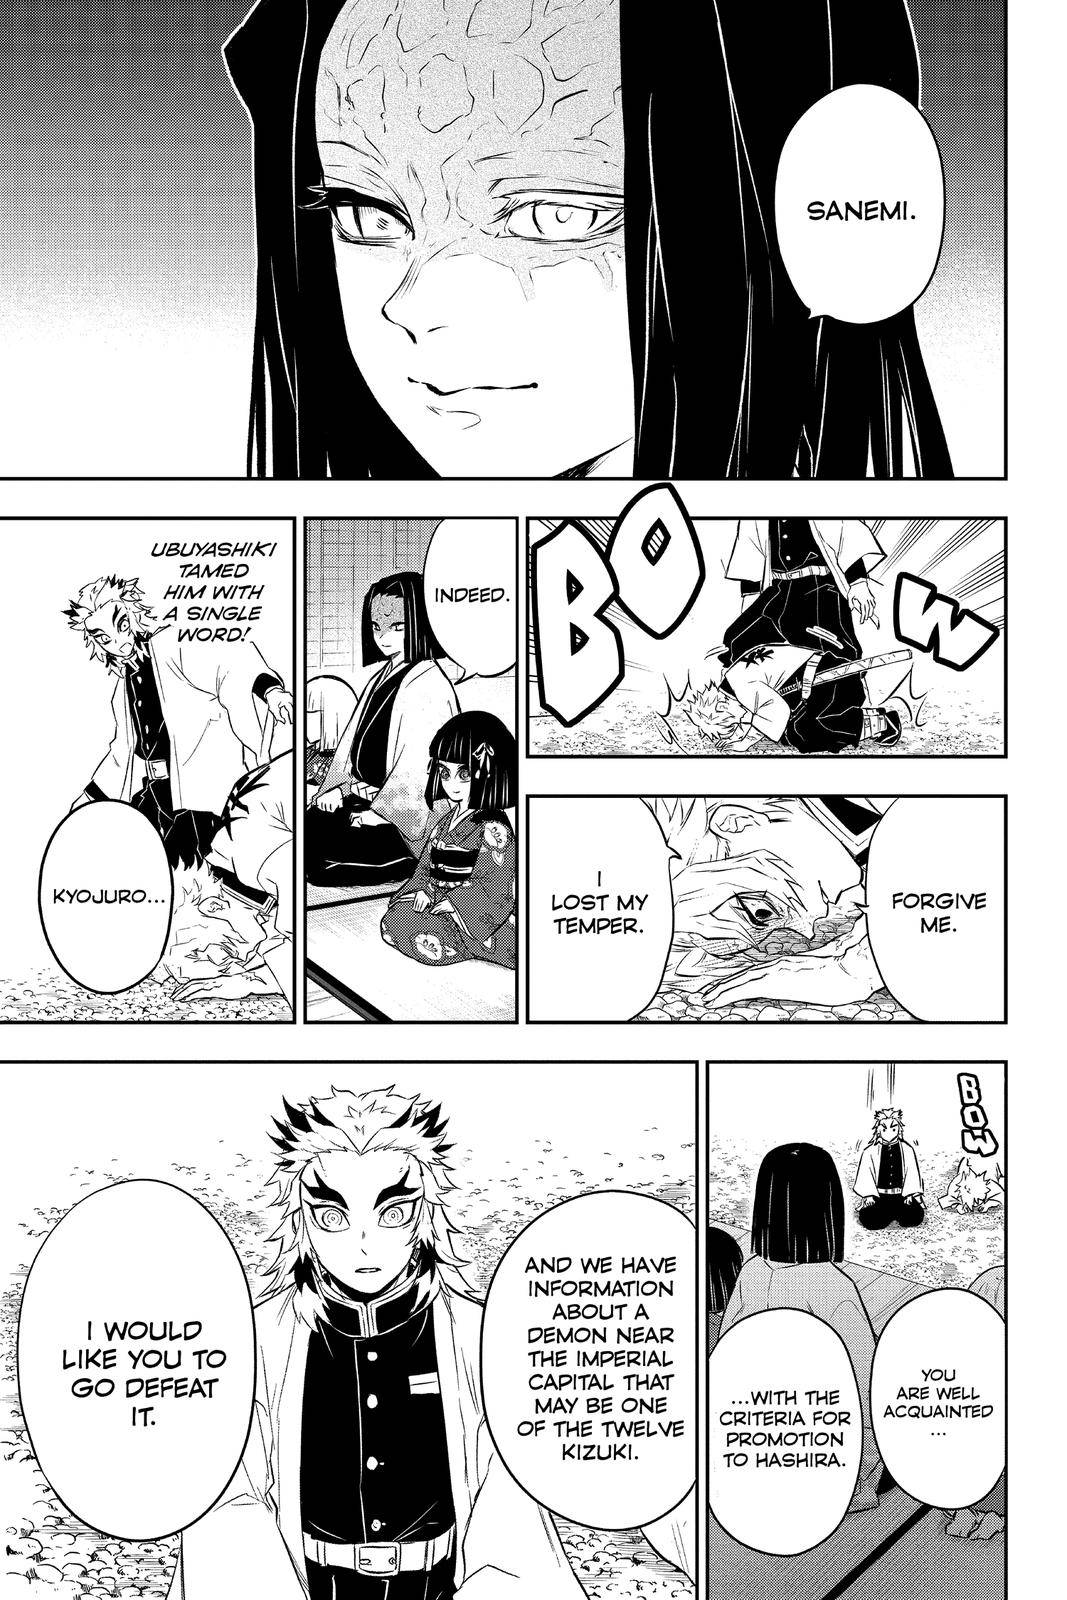 SANEMI.
BOW
FORGIVE
ME.
I
LOST MY
TEMPER.
INDEED.
UBUYASHIKI
TAMED
HIM WITH
A SINGLE
WORD!
KYOJURO...
BOW
YOU
ARE WELL
ACQUAINTED
...
...WITH THE
CRITERIA FOR
PROMOTION
TO HASHIRA.
AND WE HAVE
INFORMATION
ABOUT A
DEMON NEAR
THE IMPERIAL
CAPITAL THAT
MAY BE ONE
OF THE TWELVE
KIZUKI.
I WOULD
LIKE YOU TO
GO DEFEAT
IT.